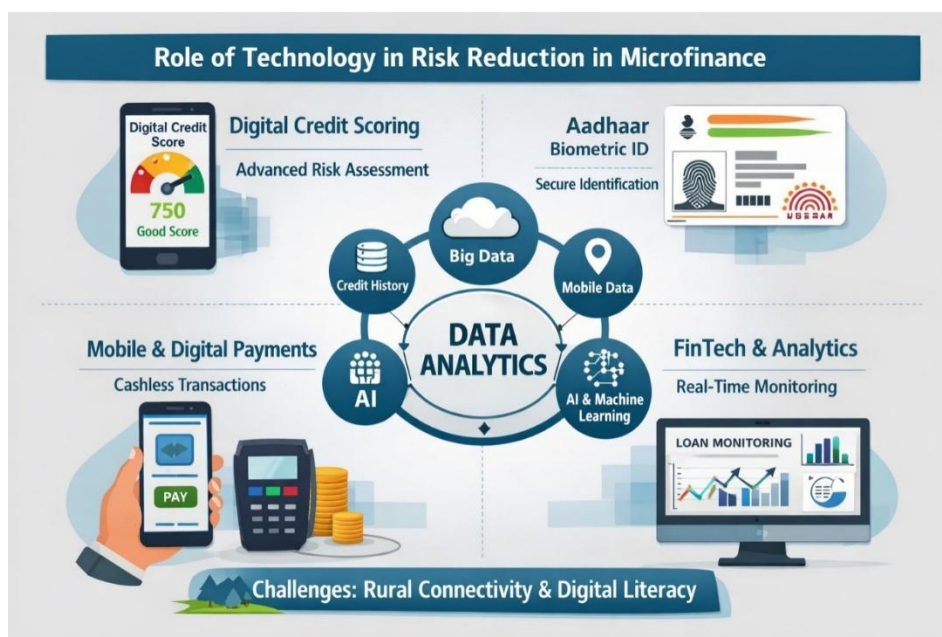 Role of Technology in Risk Reduction in Microfinance
Digital Credit
Score
750
Good Score
Digital Credit Scoring
Advanced Risk Assessment
Aadhaar
Biometric ID
Secure Identification
Big Data
Credit History
Mobile Data
DATA
ANALYTICS
AI
AI & Machine
Learning
Mobile & Digital Payments
Cashless Transactions
PAY
FinTech & Analytics
Real-Time Monitoring
LOAN MONITORING
Challenges: Rural Connectivity & Digital Literacy